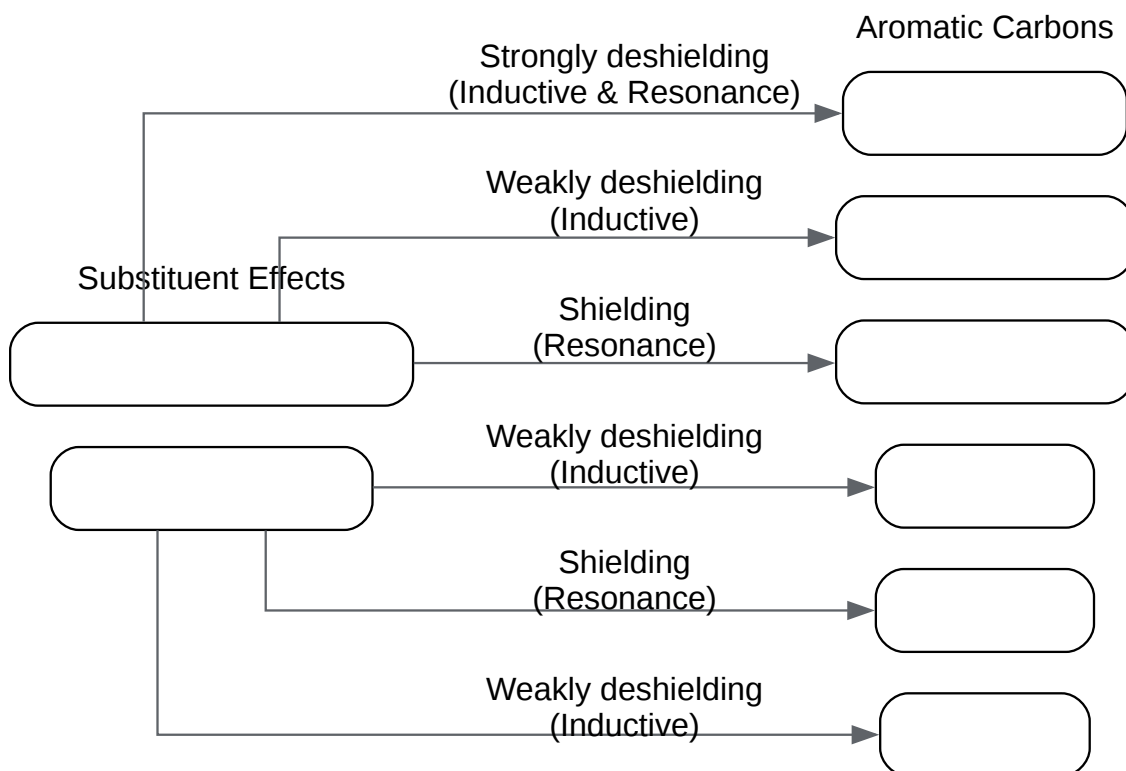 Aromatic Carbons
Strongly deshielding
(Inductive & Resonance)
Weakly deshielding
(Inductive)
Substituent Effects
Shielding
(Resonance)
Weakly deshielding
(Inductive)
Shielding
(Resonance)
Weakly deshielding
(Inductive)